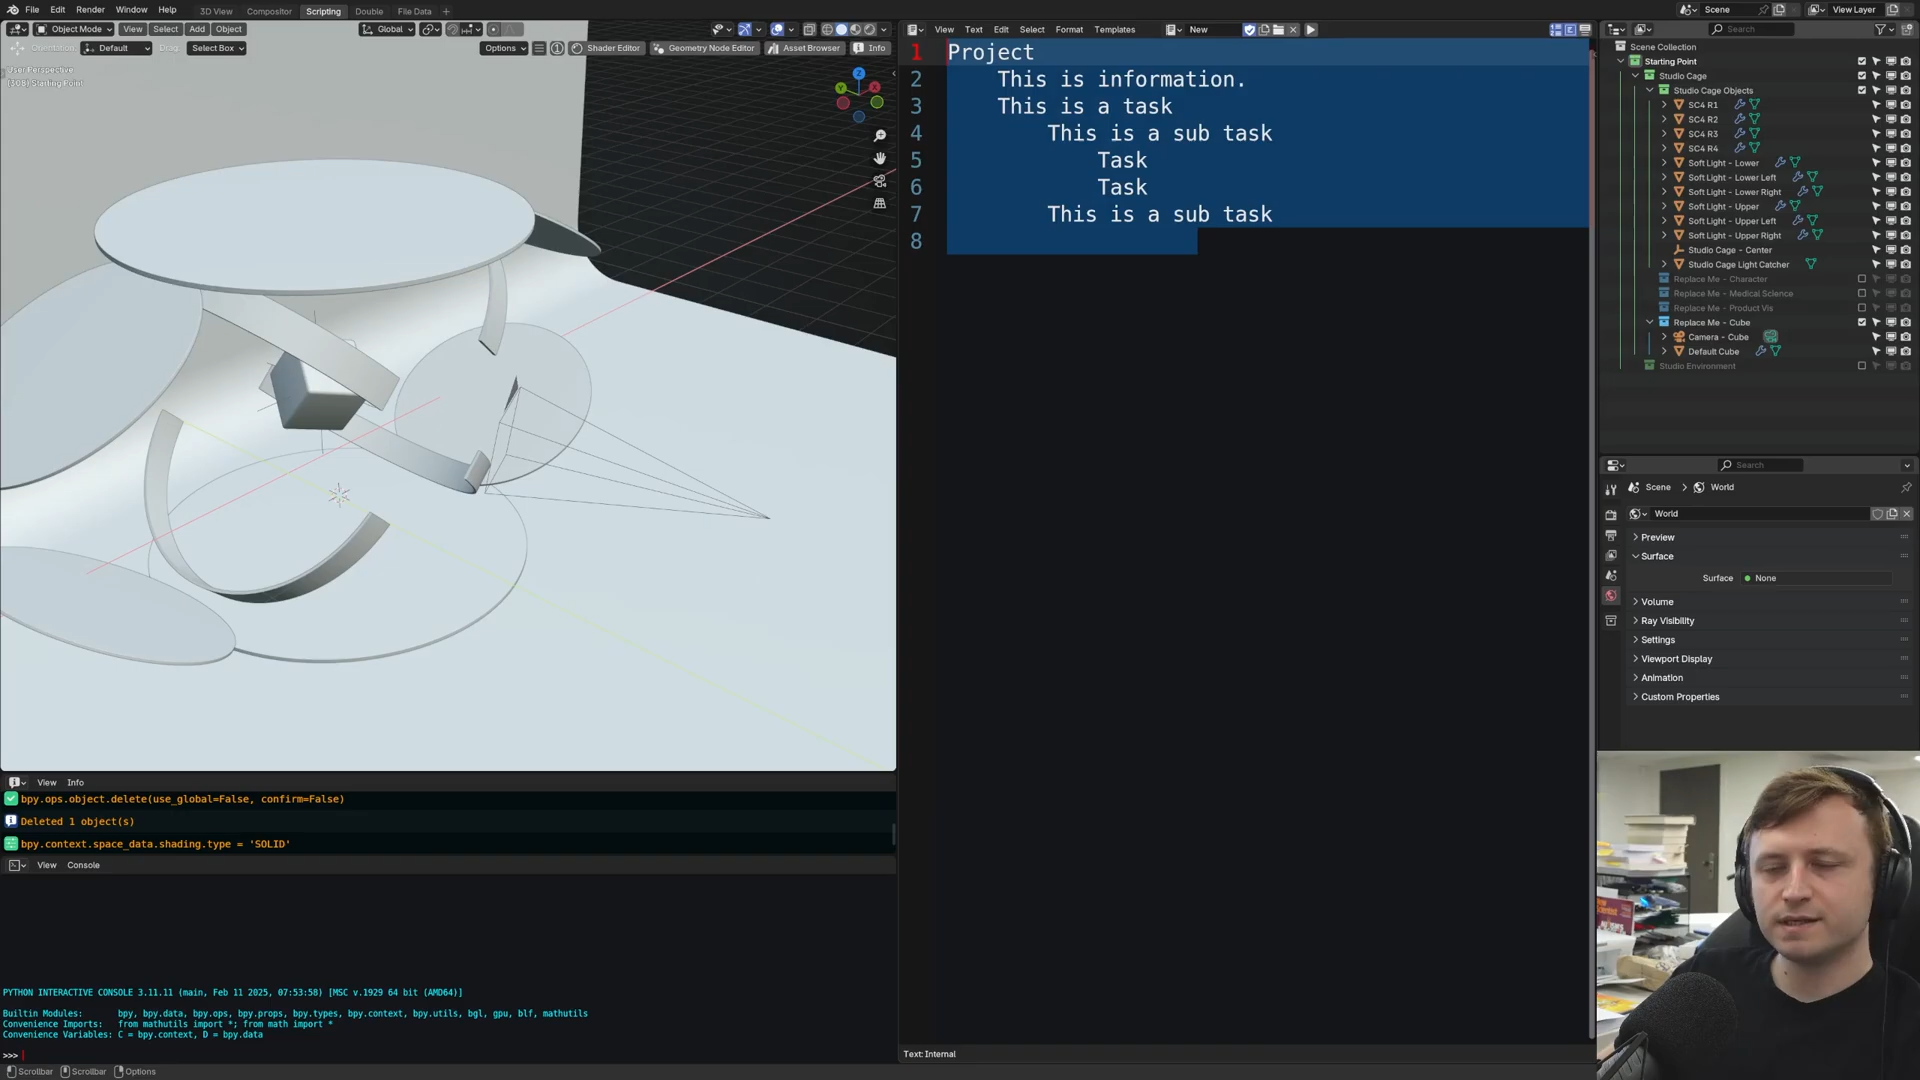 File Edit Render Window Help 3D View Compositor Scripting Double File Data +
Scene View Layer
Object Mode View Select Add Object Global
Orientation: Default Drag: Select Box Options Shader Editor Geometry Node Editor Asset Browser Info
User Perspective
(308) Starting Point
View Text Edit Select Format Templates New
1 Project
2 This is information.
3 This is a task
4 This is a sub task
5 Task
6 Task
7 This is a sub task
8
Text: Internal
Search
Scene Collection
Starting Point
Studio Cage
Studio Cage Objects
SC4 R1
SC4 R2
SC4 R3
SC4 R4
Soft Light - Lower
Soft Light - Lower Left
Soft Light - Lower Right
Soft Light - Upper
Soft Light - Upper Left
Soft Light - Upper Right
Studio Cage - Center
Studio Cage Light Catcher
Replace Me - Character
Replace Me - Medical Science
Replace Me - Product Vis
Replace Me - Cube
Camera - Cube
Default Cube
Studio Environment
Search
Scene > World
World
Preview
Surface
Surface None
Volume
Ray Visibility
Settings
Viewport Display
Animation
Custom Properties
View Info
bpy.ops.object.delete(use_global=False, confirm=False)
Deleted 1 object(s)
bpy.context.space_data.shading.type = 'SOLID'
View Console
PYTHON INTERACTIVE CONSOLE 3.11.11 (main, Feb 11 2025, 07:53:58) [MSC v.1929 64 bit (AMD64)]
Builtin Modules: bpy, bpy.data, bpy.ops, bpy.props, bpy.types, bpy.context, bpy.utils, bgl, gpu, blf, mathutils
Convenience Imports: from mathutils import *; from math import *
Convenience Variables: C = bpy.context, D = bpy.data
>>>
Scrollbar Scrollbar Options